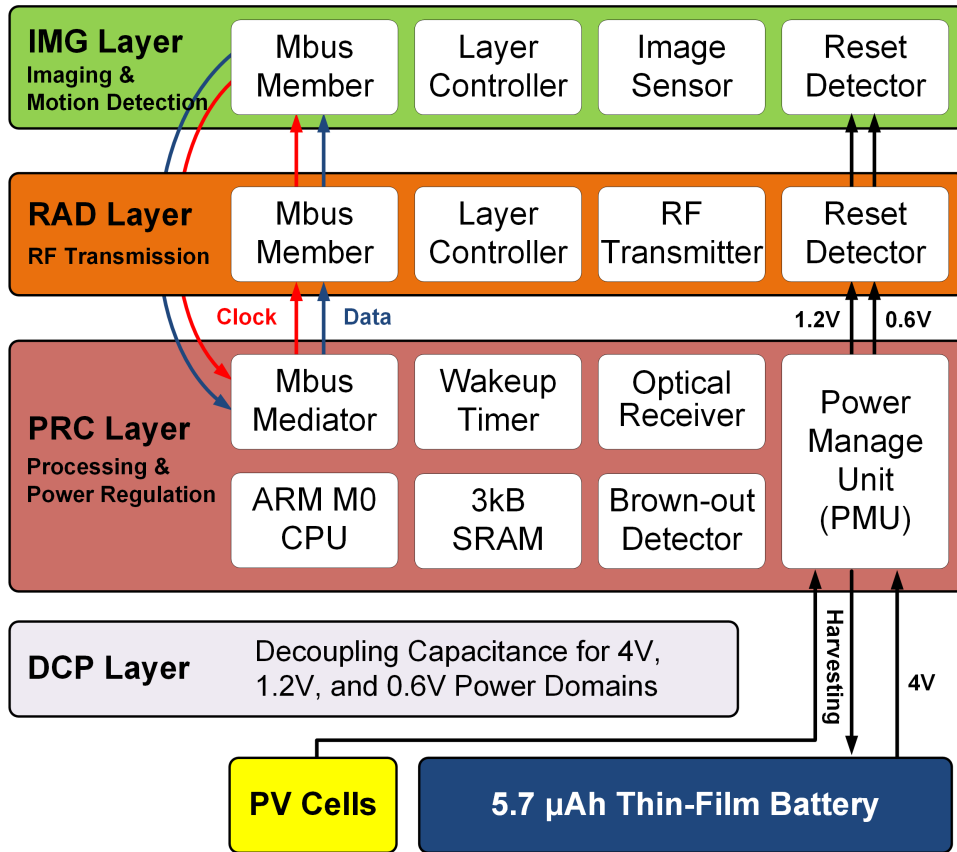 IMG Layer
Imaging &
Motion Detection
Mbus
Member
Layer
Controller
Image
Sensor
Reset
Detector
RAD Layer
RF Transmission
Mbus
Member
Layer
Controller
RF
Transmitter
Reset
Detector
Clock
Data
1.2V
0.6V
PRC Layer
Processing &
Power Regulation
Mbus
Mediator
Wakeup
Timer
Optical
Receiver
Power
Manage
Unit
(PMU)
ARM M0
CPU
3kB
SRAM
Brown-out
Detector
Harvesting
4V
DCP Layer
Decoupling Capacitance for 4V,
1.2V, and 0.6V Power Domains
PV Cells
5.7 µAh Thin-Film Battery